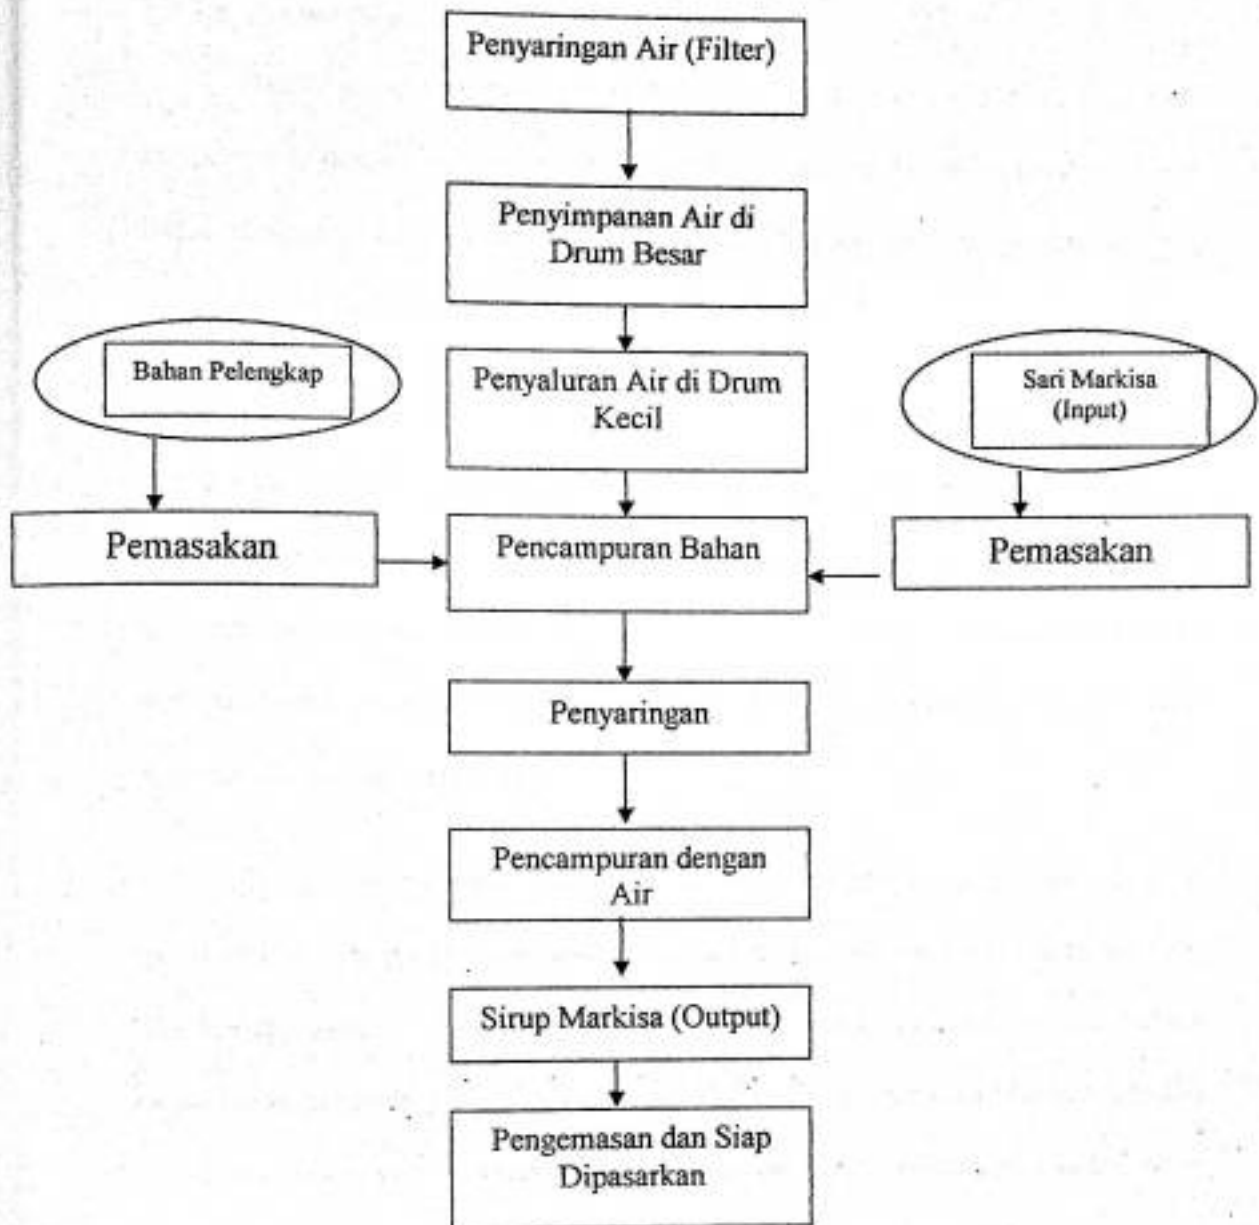 Penyaringan Air (Filter)
Penyimpanan Air di
Drum Besar
Bahan Pelengkap
Penyaluran Air di Drum
Kecil
Sari Markisa
(Input)
Pemasakan
Pencampuran Bahan
Pemasakan
Penyaringan
Pencampuran dengan
Air
Sirup Markisa (Output)
Pengemasan dan Siap
Dipasarkan